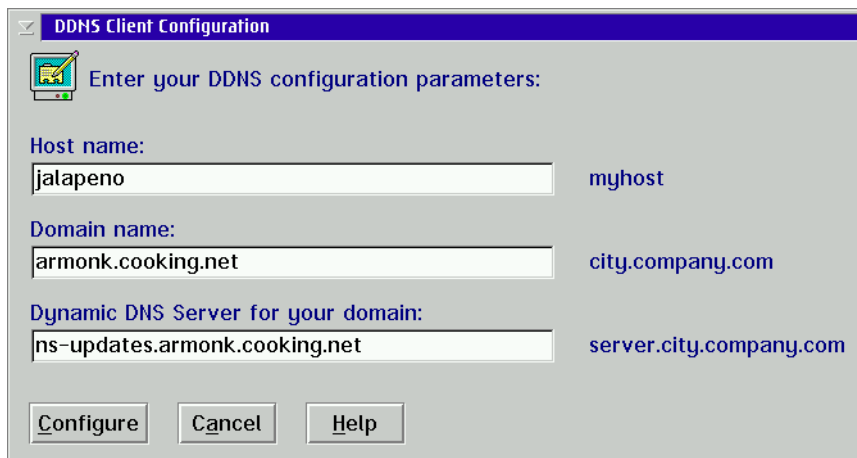 DDNS Client Configuration
Enter your DDNS configuration parameters:
Host name:
jalapeno myhost
Domain name:
armonk.cooking.net city.company.com
Dynamic DNS Server for your domain:
ns-updates.armonk.cooking.net server.city.company.com
Configure Cancel Help